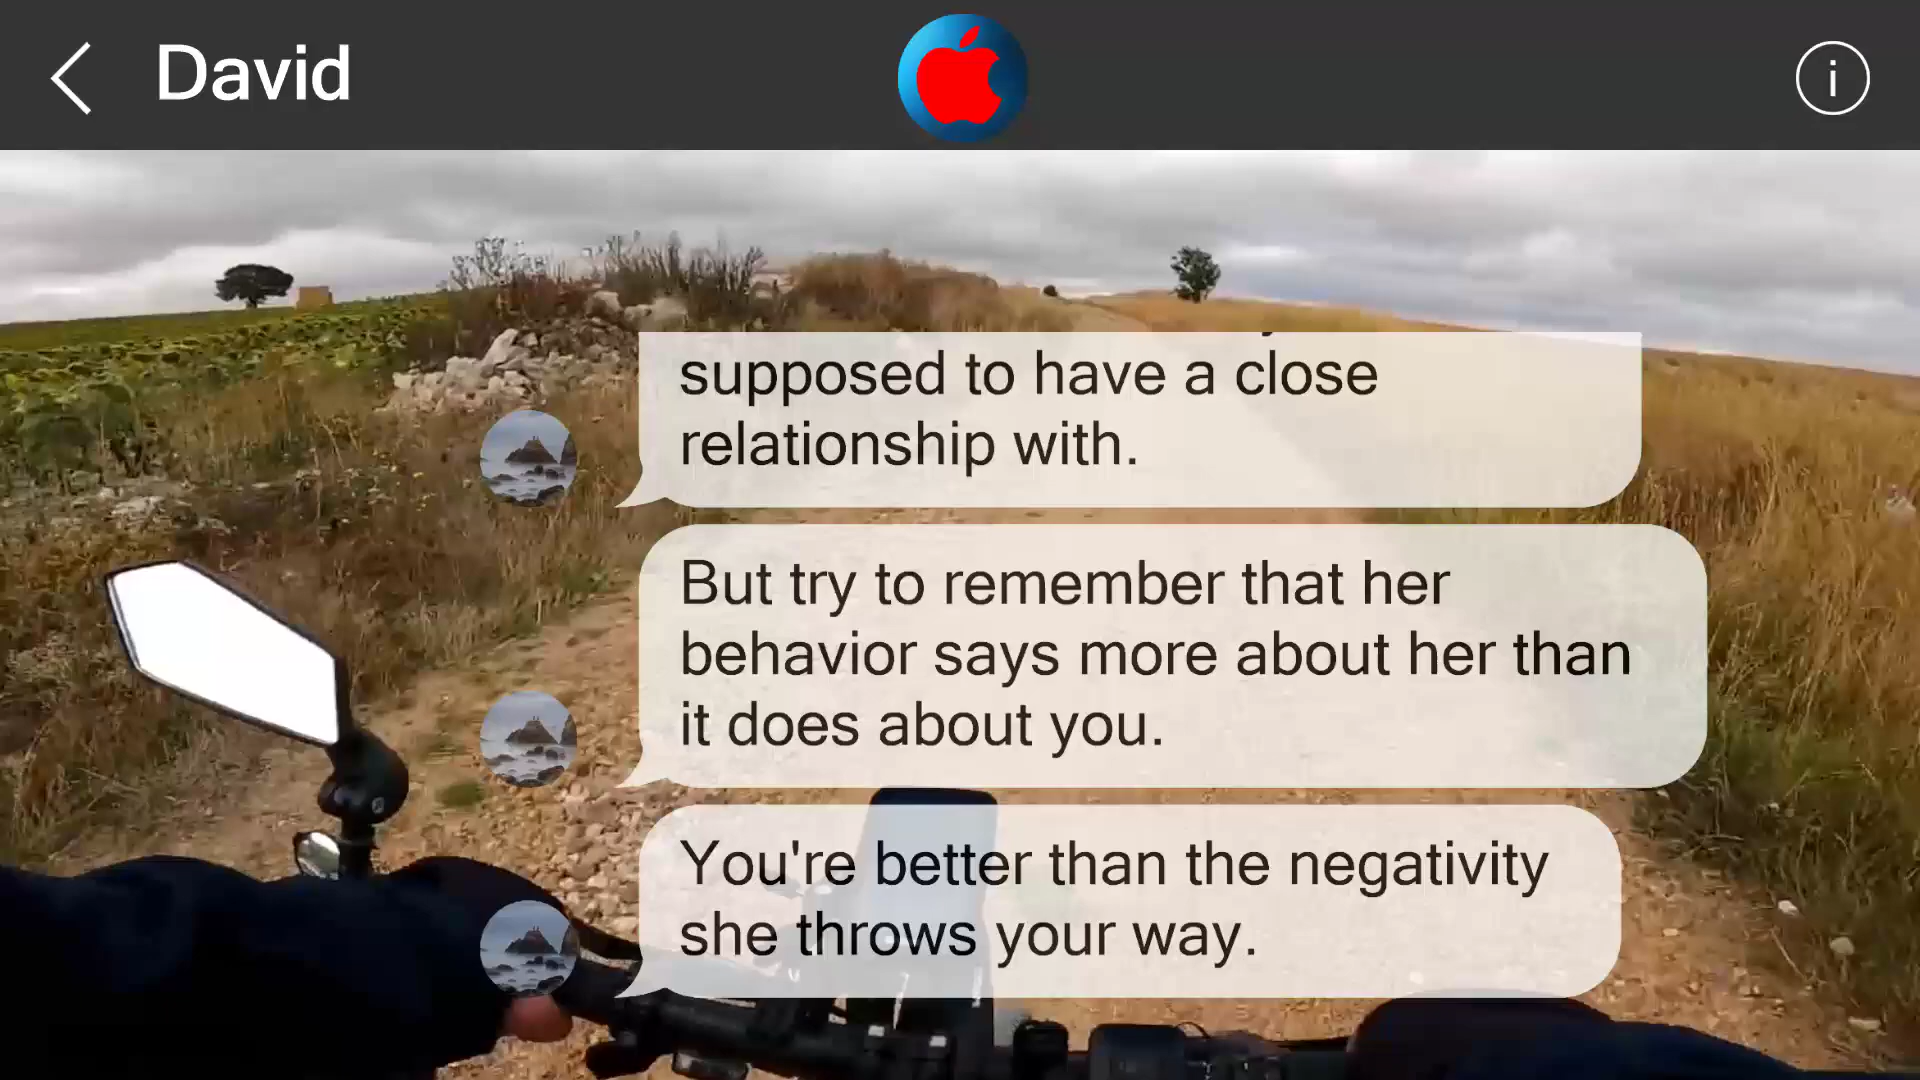 David
supposed to have a close
relationship with.
But try to remember that her
behavior says more about her than
it does about you.
You're better than the negativity
she throws your way.